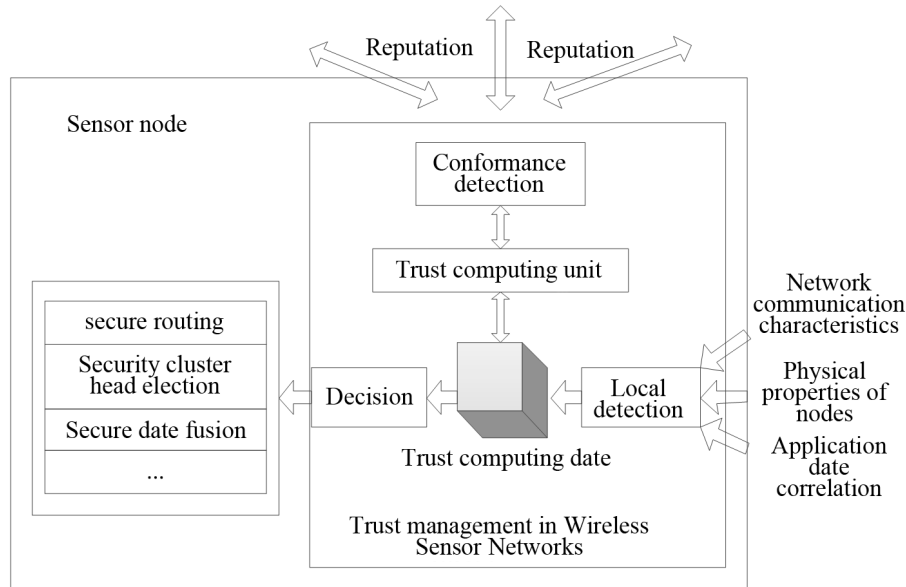 Reputation
Reputation
Sensor node
Conformance
detection
Trust computing unit
Network
communication
characteristics
secure routing
Security cluster
head election
Secure date fusion
...
Decision
Local
detection
Physical
properties of
nodes
Trust computing date
Application
date
correlation
Trust management in Wireless
Sensor Networks